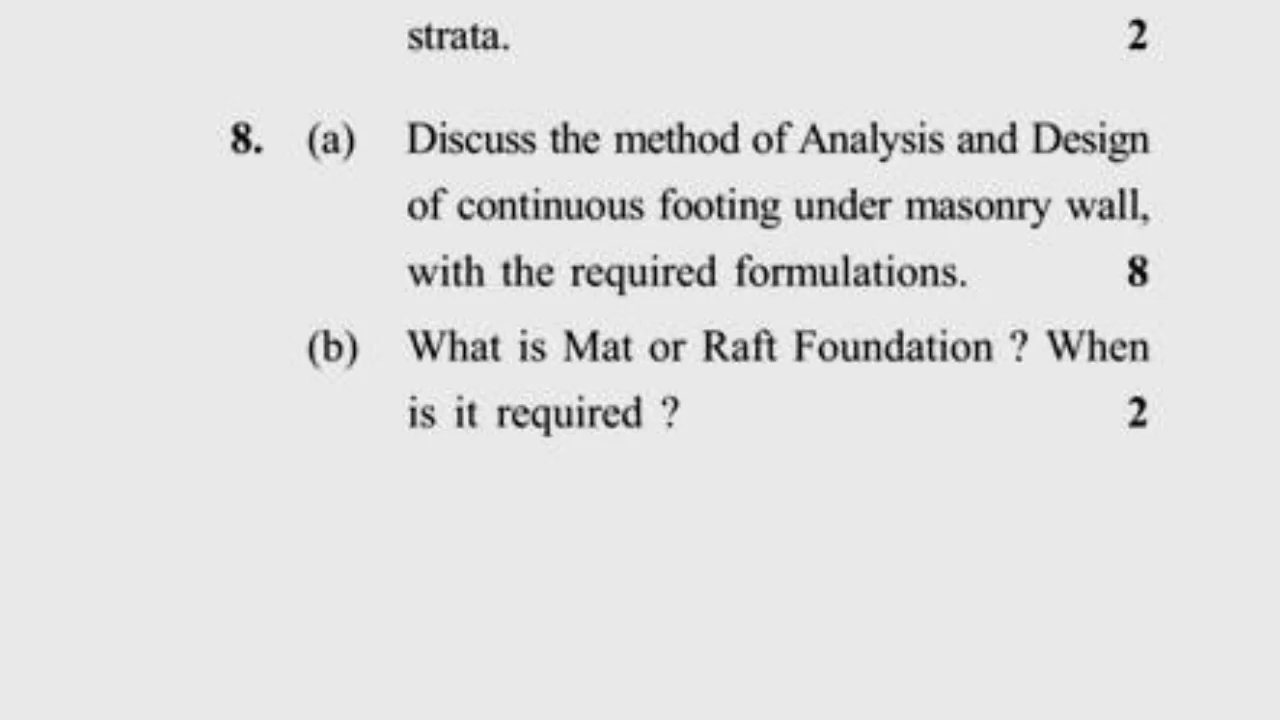 strata. 2
8. (a) Discuss the method of Analysis and Design
of continuous footing under masonry wall,
with the required formulations. 8
(b) What is Mat or Raft Foundation ? When
is it required ? 2